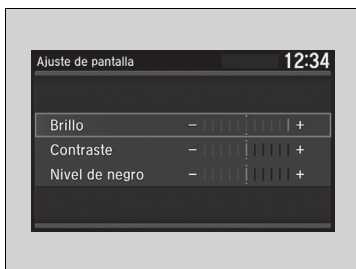 Ajuste de pantalla 12:34
Brillo - +
Contraste - +
Nivel de negro - +